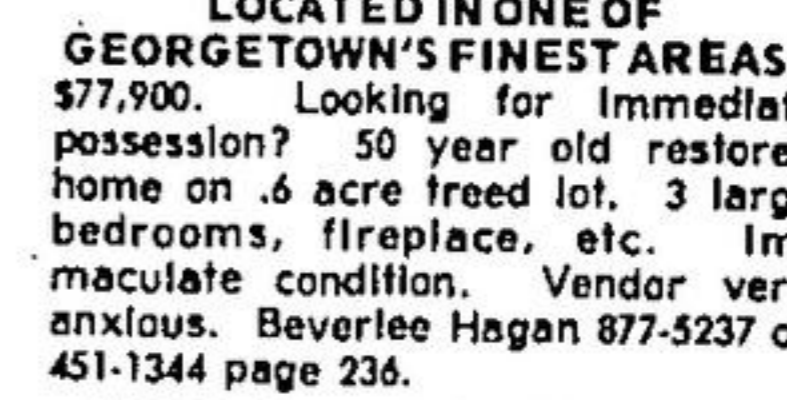 LOCATED IN ONE OF
GEORGETOWN'S FINEST AREAS
$77,900. Looking for immediat
possession? 50 year old restore
home on .6 acre treed lot. 3 larg
bedrooms, fireplace, etc. Im
maculate condition. Vendor ver
anxious. Beverlee Hagan 877-5237 o
451-1344 page 236.